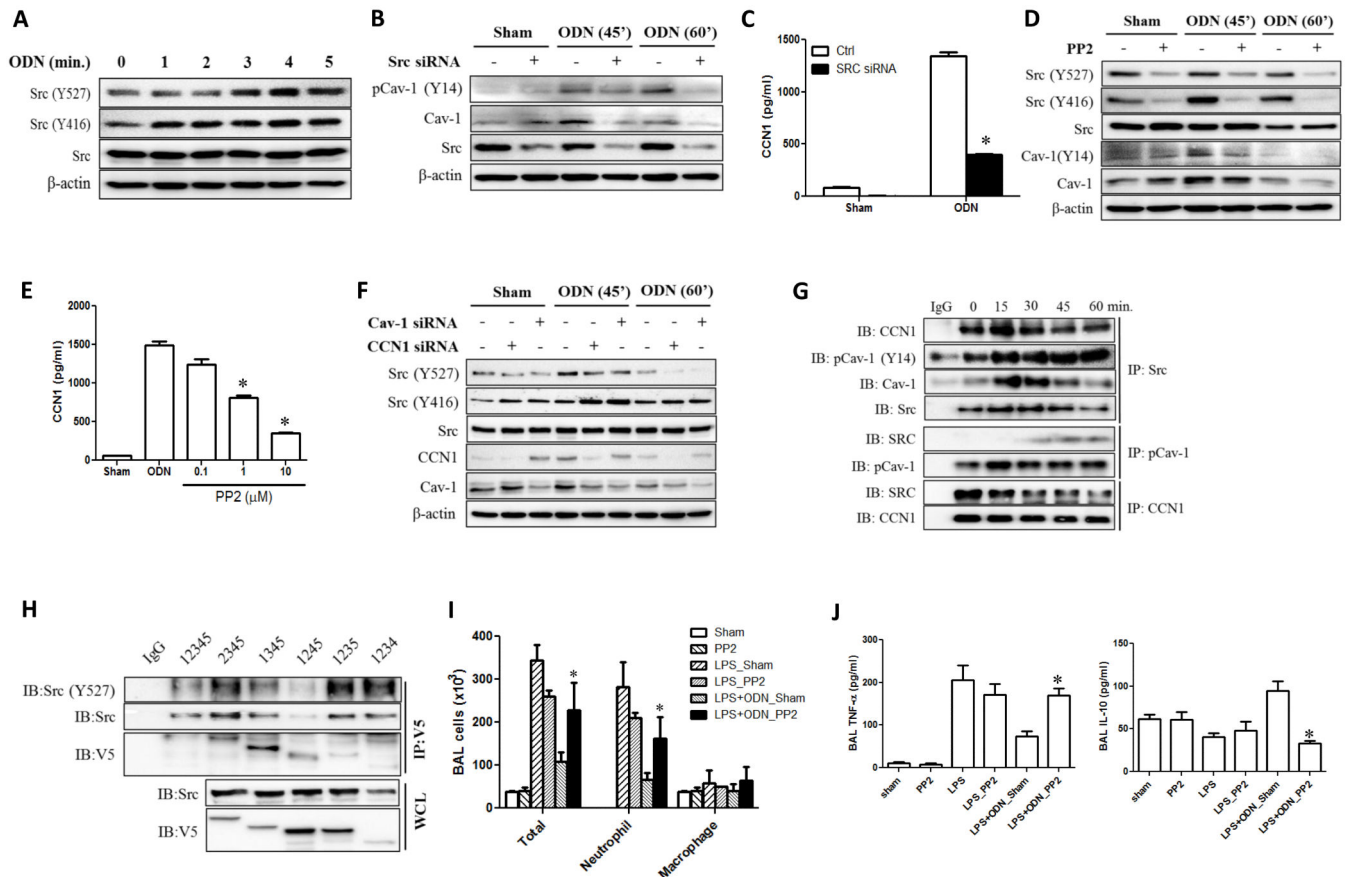 A
ODN (min.) 0 1 2 3 4 5
Src (Y527)
Src (Y416)
Src
β-actin
B
Sham ODN (45') ODN (60')
Src siRNA - + - + - +
pCav-1 (Y14)
Cav-1
Src
β-actin
C
CCN1 (pg/ml)
1500
1000
500
0
Ctrl
SRC siRNA
*
Sham ODN
D
Sham ODN (45') ODN (60')
PP2 - + - + - +
Src (Y527)
Src (Y416)
Src
Cav-1(Y14)
Cav-1
β-actin
E
CCN1 (pg/ml)
2000
1500
1000
500
0
* *
Sham ODN 0.1 1 10
PP2 (μM)
F
Sham ODN (45') ODN (60')
Cav-1 siRNA - - + - - + - - +
CCN1 siRNA - + - - + - - + -
Src (Y527)
Src (Y416)
Src
CCN1
Cav-1
β-actin
G
IgG 0 15 30 45 60 min.
IB: CCN1
IB: pCav-1 (Y14)
IB: Cav-1
IB: Src
IP: Src
IB: SRC
IB: pCav-1
IP: pCav-1
IB: SRC
IB: CCN1
IP: CCN1
H
IgG 12345 2345 1345 1245 1235 1234
IB:Src (Y527)
IB:Src
IB:V5
IP:V5
IB:Src
IB:V5
WCL
I
BAL cells (x10³)
400
300
200
100
0
Sham
PP2
LPS_Sham
LPS_PP2
LPS+ODN_Sham
LPS+ODN_PP2
* *
Total Neutrophil Macrophage
J
BAL TNF-α (pg/ml)
300
200
100
0
*
sham PP2 LPS LPS_PP2 LPS+ODN_Sham LPS+ODN_PP2
BAL IL-10 (pg/ml)
150
100
50
0
*
sham PP2 LPS LPS_PP2 LPS+ODN_Sham LPS+ODN_PP2